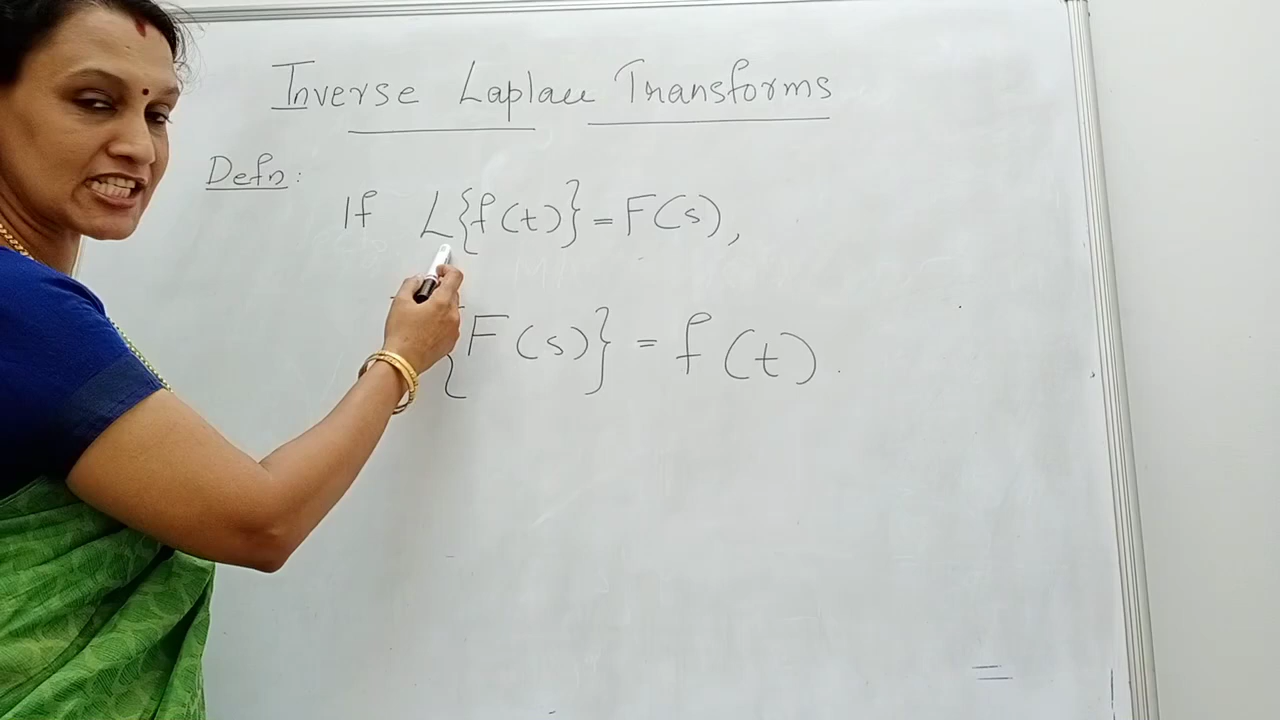 Inverse Laplace Transforms
Defn:
If L{f(t)} = F(s),
{F(s)} = f(t).